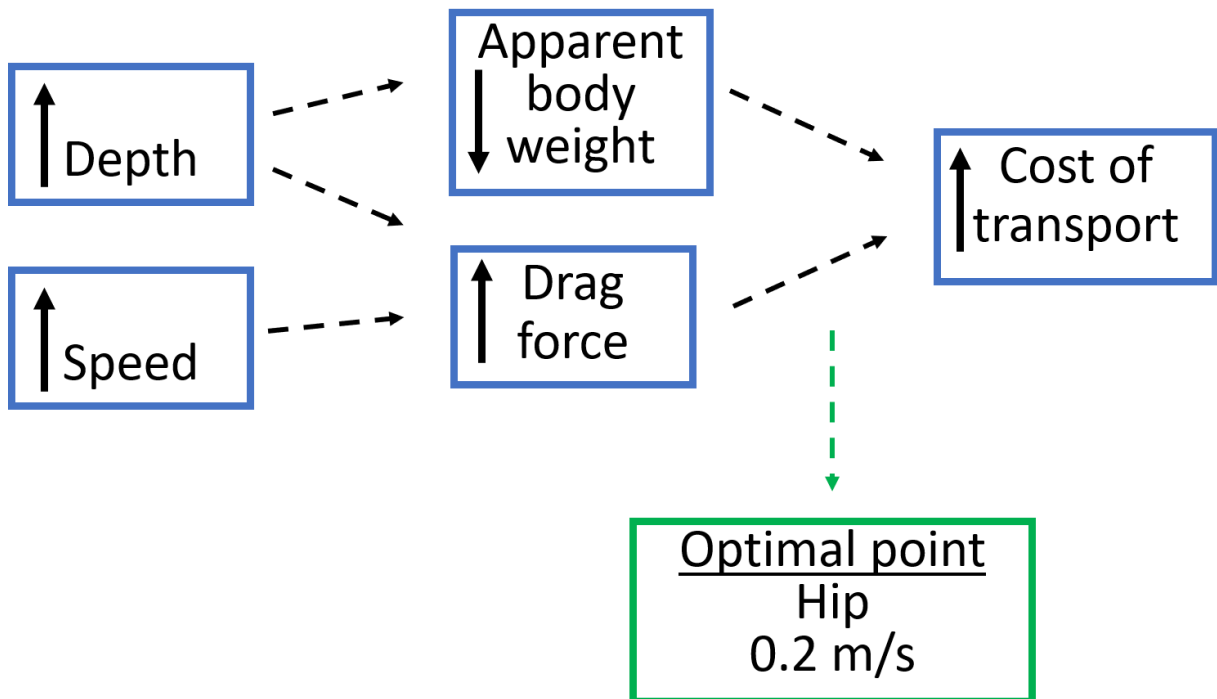 Depth
Speed
Apparent
body
weight
Drag
force
Cost of
transport
Optimal point
Hip
0.2 m/s